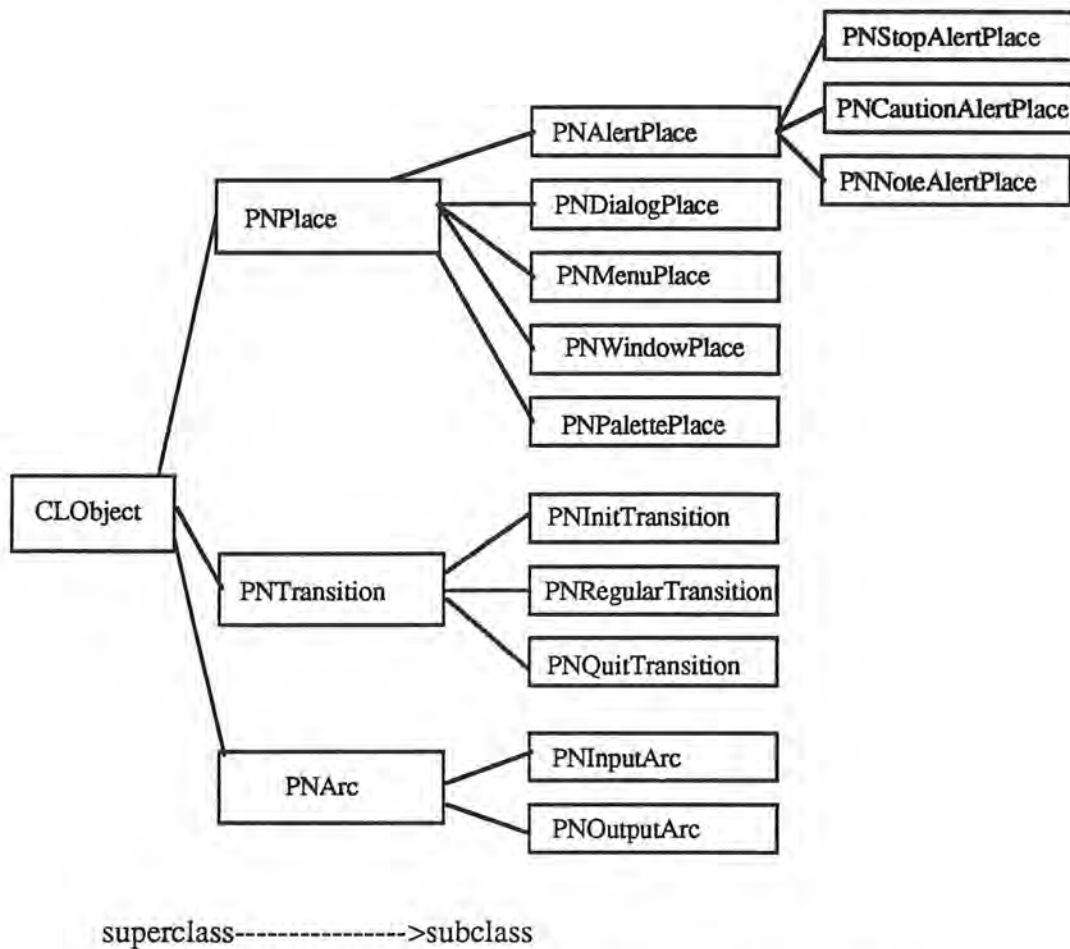 PNStopAlertPlace
PNCautionAlertPlace
PNAlertPlace
PNNoteAlertPlace
PNPlace
PNDialogPlace
PNMenuPlace
PNWindowPlace
PNPalettePlace
CLObject
PNInitTransition
PNTransition
PNRegularTransition
PNQuitTransition
PNArc
PNInputArc
PNOutputArc
superclass---------------->subclass